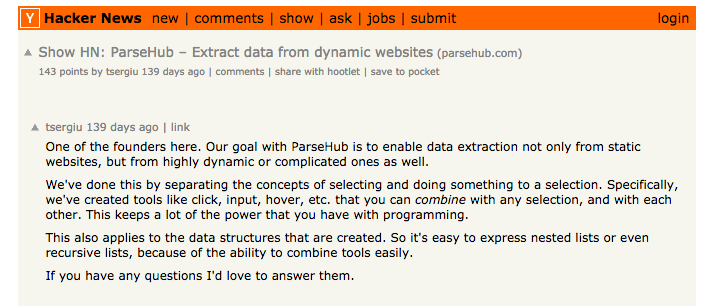 Y Hacker News new | comments | show | ask | jobs | submit login
Show HN: ParseHub – Extract data from dynamic websites (parsehub.com)
143 points by tsergiu 139 days ago | comments | share with hootlet | save to pocket
tsergiu 139 days ago | link
One of the founders here. Our goal with ParseHub is to enable data extraction not only from static
websites, but from highly dynamic or complicated ones as well.
We've done this by separating the concepts of selecting and doing something to a selection. Specifically,
we've created tools like click, input, hover, etc. that you can combine with any selection, and with each
other. This keeps a lot of the power that you have with programming.
This also applies to the data structures that are created. So it's easy to express nested lists or even
recursive lists, because of the ability to combine tools easily.
If you have any questions I'd love to answer them.